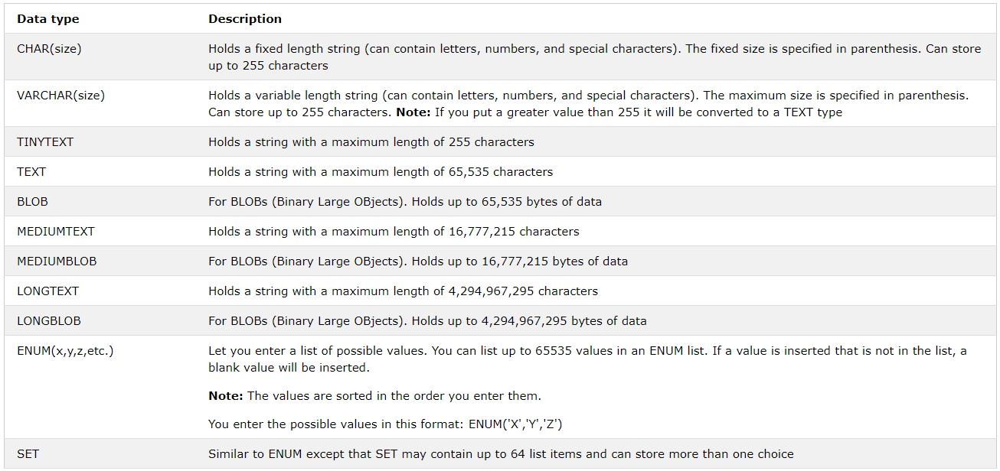 Data type Description
CHAR(size) Holds a fixed length string (can contain letters, numbers, and special characters). The fixed size is specified in parenthesis. Can store
up to 255 characters
VARCHAR(size) Holds a variable length string (can contain letters, numbers, and special characters). The maximum size is specified in parenthesis.
Can store up to 255 characters. Note: If you put a greater value than 255 it will be converted to a TEXT type
TINYTEXT Holds a string with a maximum length of 255 characters
TEXT Holds a string with a maximum length of 65,535 characters
BLOB For BLOBs (Binary Large OBjects). Holds up to 65,535 bytes of data
MEDIUMTEXT Holds a string with a maximum length of 16,777,215 characters
MEDIUMBLOB For BLOBs (Binary Large OBjects). Holds up to 16,777,215 bytes of data
LONGTEXT Holds a string with a maximum length of 4,294,967,295 characters
LONGBLOB For BLOBs (Binary Large OBjects). Holds up to 4,294,967,295 bytes of data
ENUM(x,y,z,etc.) Let you enter a list of possible values. You can list up to 65535 values in an ENUM list. If a value is inserted that is not in the list, a
blank value will be inserted.
Note: The values are sorted in the order you enter them.
You enter the possible values in this format: ENUM('X','Y','Z')
SET Similar to ENUM except that SET may contain up to 64 list items and can store more than one choice